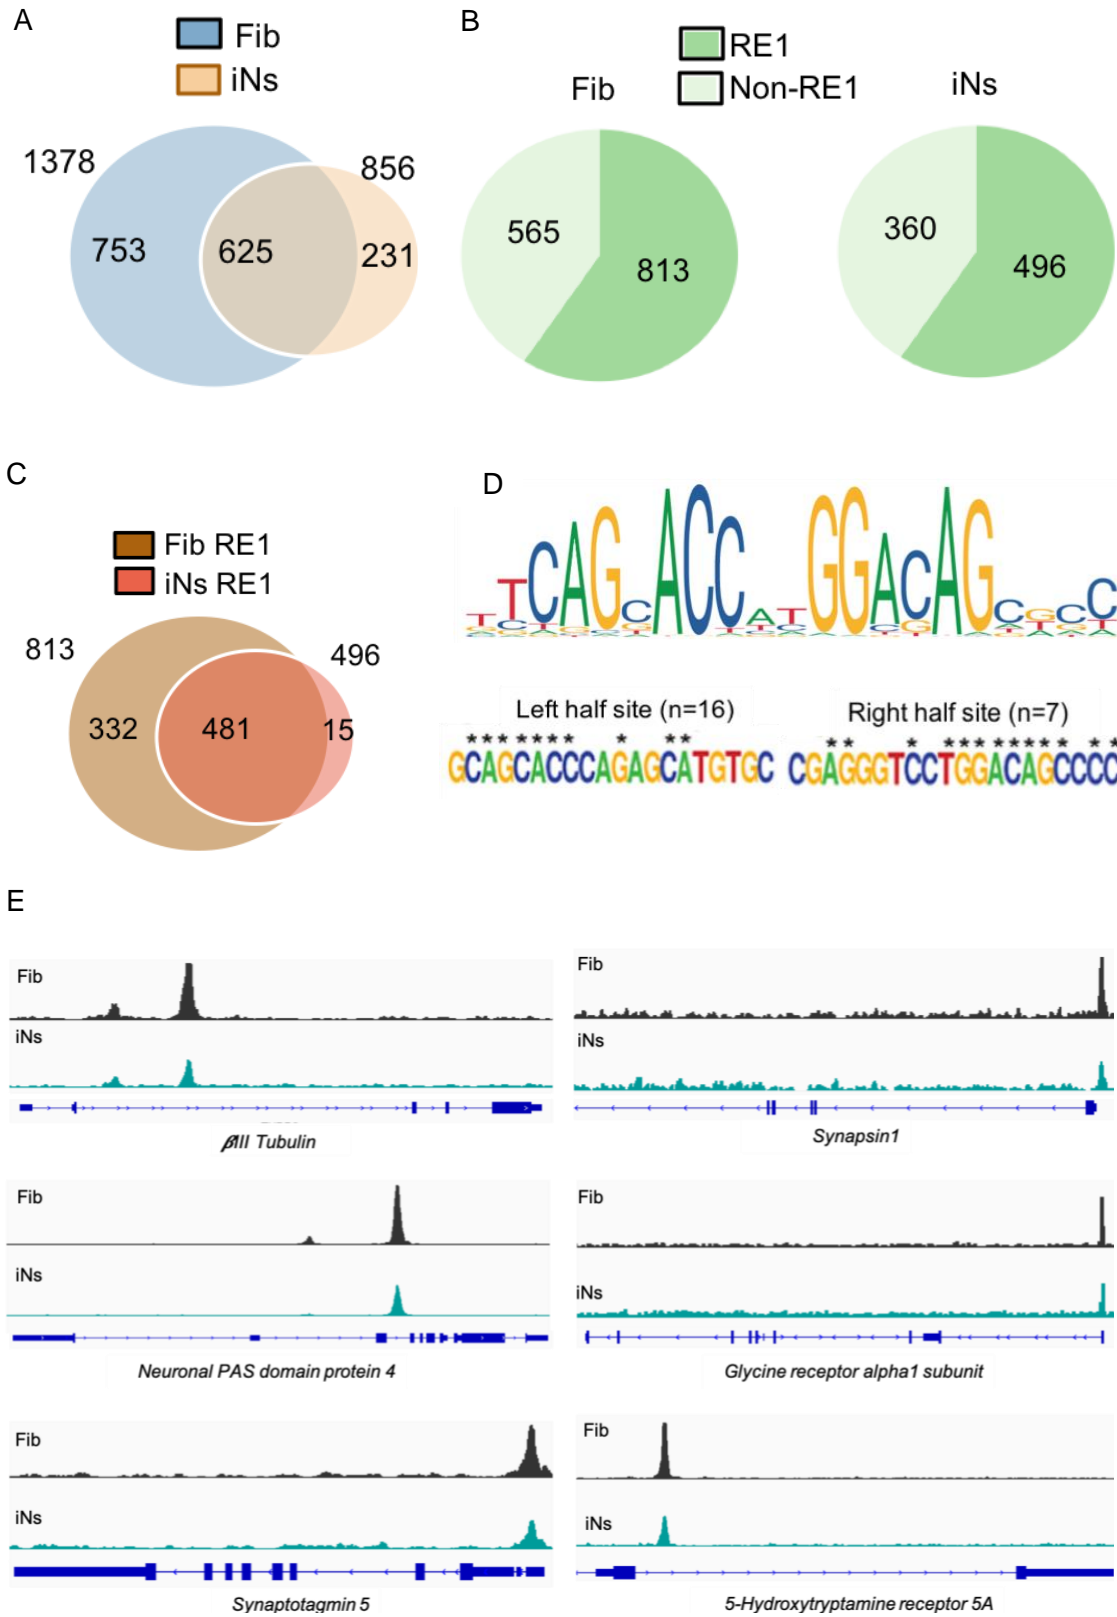 A
Fib
iNs
1378
856
753
625
231
B
RE1
Non-RE1
Fib
iNs
565
813
360
496
C
Fib RE1
iNs RE1
813
496
332
481
15
D
Left half site (n=16)
Right half site (n=7)
*** **** * **
** * *** ***** **
GCAGCACCCAGAGCATGTGC
CGAGGGTCCTGGACAGCCCC
E
Fib
iNs
βIII Tubulin
Fib
iNs
Synapsin1
Fib
iNs
Neuronal PAS domain protein 4
Fib
iNs
Glycine receptor alpha1 subunit
Fib
iNs
Synaptotagmin 5
Fib
iNs
5-Hydroxytryptamine receptor 5A